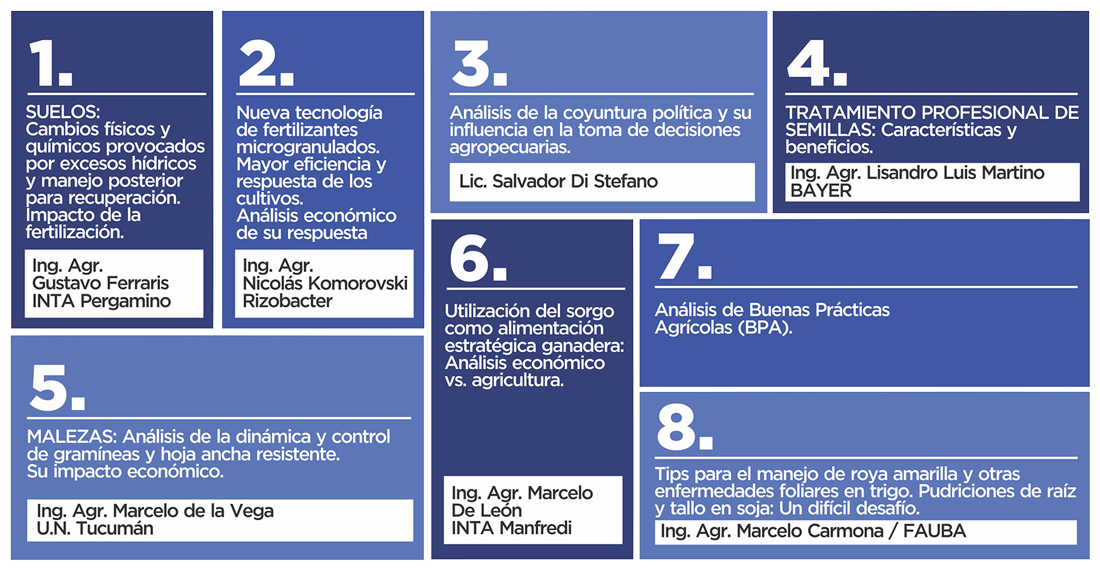 1.
SUELOS:
Cambios físicos y
químicos provocados
por excesos hídricos
y manejo posterior
para recuperación.
Impacto de la
fertilización.
Ing. Agr.
Gustavo Ferraris
INTA Pergamino
2.
Nueva tecnología
de fertilizantes
microgranulados.
Mayor eficiencia y
respuesta de los
cultivos.
Análisis económico
de su respuesta
Ing. Agr.
Nicolás Komorovski
Rizobacter
3.
Análisis de la coyuntura política y su
influencia en la toma de decisiones
agropecuarias.
Lic. Salvador Di Stefano
4.
TRATAMIENTO PROFESIONAL DE
SEMILLAS: Características y
beneficios.
Ing. Agr. Lisandro Luis Martino
BAYER
5.
MALEZAS: Análisis de la dinámica y control
de gramíneas y hoja ancha resistente.
Su impacto económico.
Ing. Agr. Marcelo de la Vega
U.N. Tucumán
6.
Utilización del sorgo
como alimentación
estratégica ganadera:
Análisis económico
vs. agricultura.
Ing. Agr. Marcelo
De León
INTA Manfredi
7.
Análisis de Buenas Prácticas
Agrícolas (BPA).
8.
Tips para el manejo de roya amarilla y otras
enfermedades foliares en trigo. Pudriciones de raíz
y tallo en soja: Un difícil desafío.
Ing. Agr. Marcelo Carmona / FAUBA